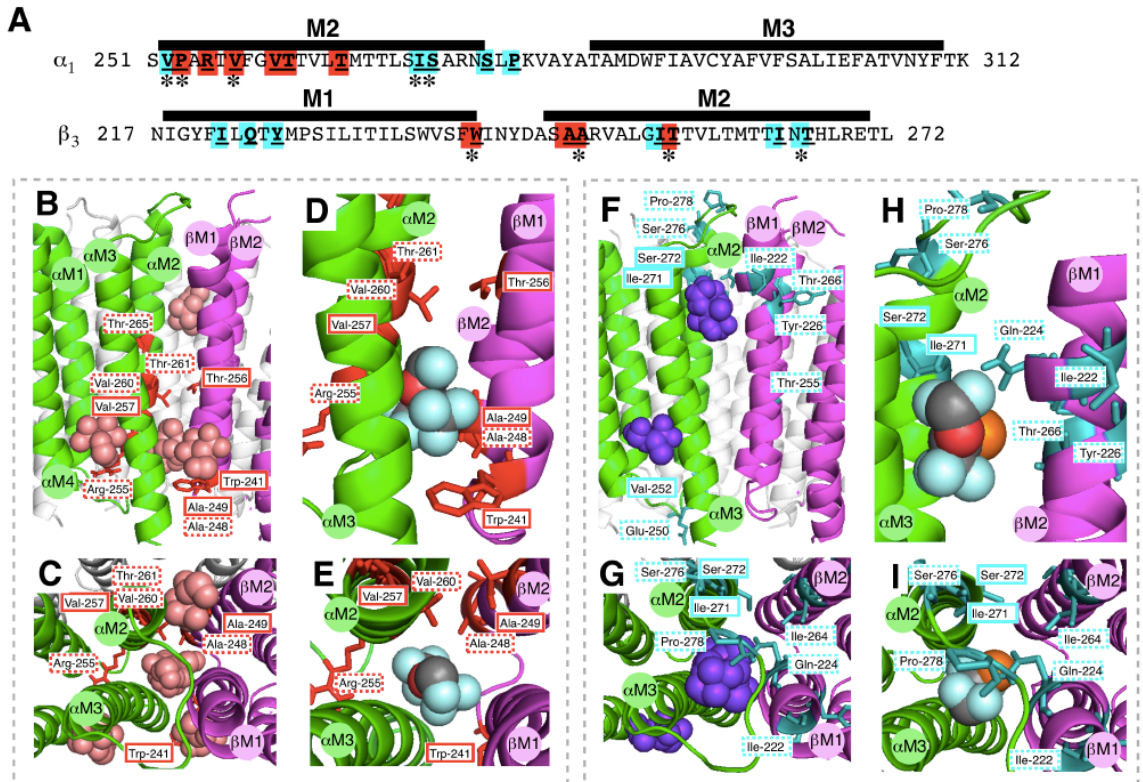 A
M2 M3
α1 251 SVPARTVFGVTTVLTMTTLSISARNSLPKVAYATAMDWFIAVCYAFVFSALIEFATVNYFTK 312
** * **
M1 M2
β3 217 NIGYFILQTYMPSILITILSWVSFWINYDASAARVALGITTVLTMTTINTHLRETL 272
* * * *
B
αM1
αM3
αM2
βM1
βM2
Thr-265
Thr-261
Val-260
Thr-256
Val-257
αM4
Arg-255
Trp-241
Ala-249
Ala-248
D
αM2
βM1
Thr-261
Val-260
Thr-256
Val-257
βM2
Arg-255
Ala-249
Ala-248
αM3
Trp-241
F
Pro-278
Ser-276
αM2
βM1
βM2
Ser-272
Ile-222
Ile-271
Thr-266
Tyr-226
Thr-255
Val-252
αM3
Glu-250
H
Pro-278
Ser-276
βM1
αM2
Ser-272
Gln-224
Ile-271
Ile-222
Thr-266
Tyr-226
αM3
βM2
C
Thr-261
Val-257
Val-260
βM2
αM2
Ala-249
Ala-248
Arg-255
αM3
Trp-241
βM1
E
Val-260
βM2
αM2
Val-257
Ala-249
Ala-248
Arg-255
αM3
Trp-241
βM1
G
Ser-276
Ser-272
βM2
αM2
Ile-271
Ile-264
Pro-278
Gln-224
αM3
Ile-222
βM1
I
Ser-276
Ser-272
βM2
αM2
Ile-271
Ile-264
Pro-278
Gln-224
αM3
Ile-222
βM1